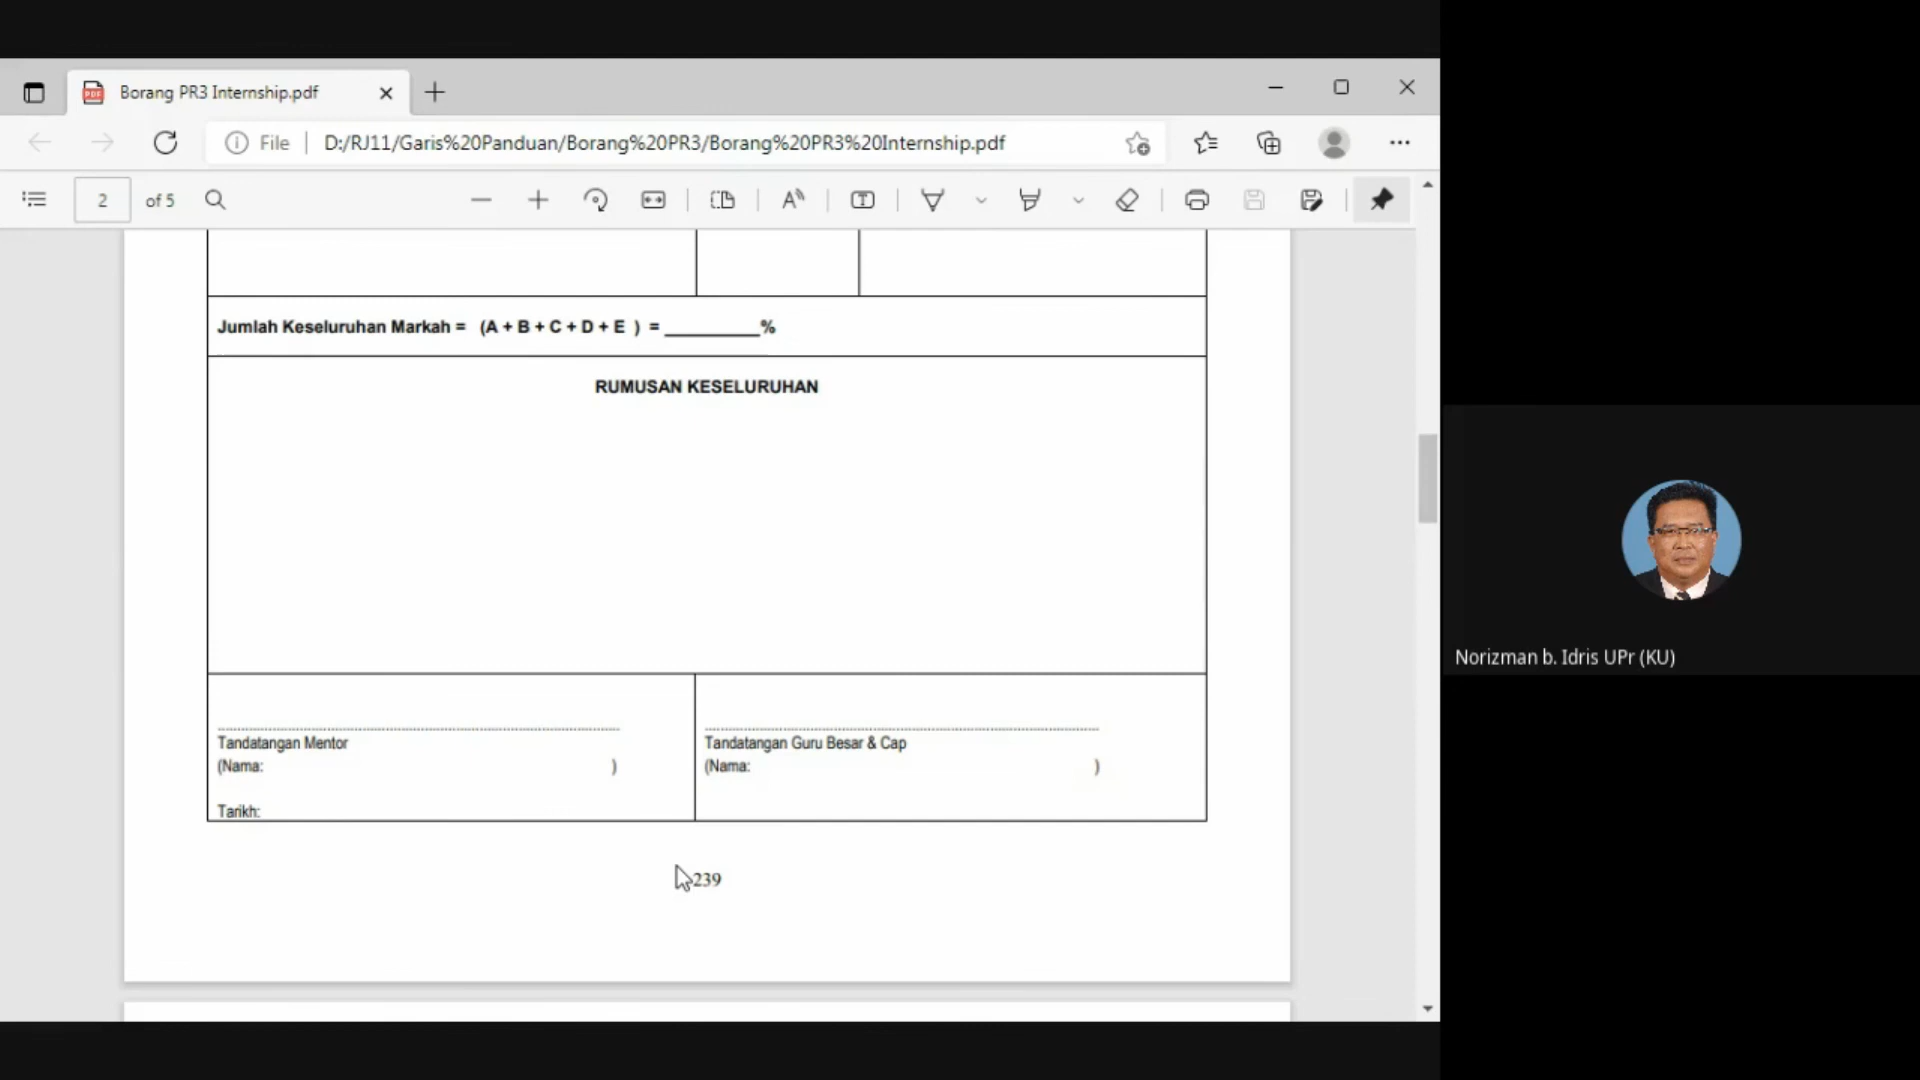 Borang PR3 Internship.pdf
File
D:/RJ11/Garis%20Panduan/Borang%20PR3/Borang%20PR3%20Internship.pdf
2 of 5
Jumlah Keseluruhan Markah = (A + B + C + D + E ) = __________%
RUMUSAN KESELURUHAN
Tandatangan Mentor
(Nama: )
Tarikh:
Tandatangan Guru Besar & Cap
(Nama: )
239
Norizman b. Idris UPr (KU)